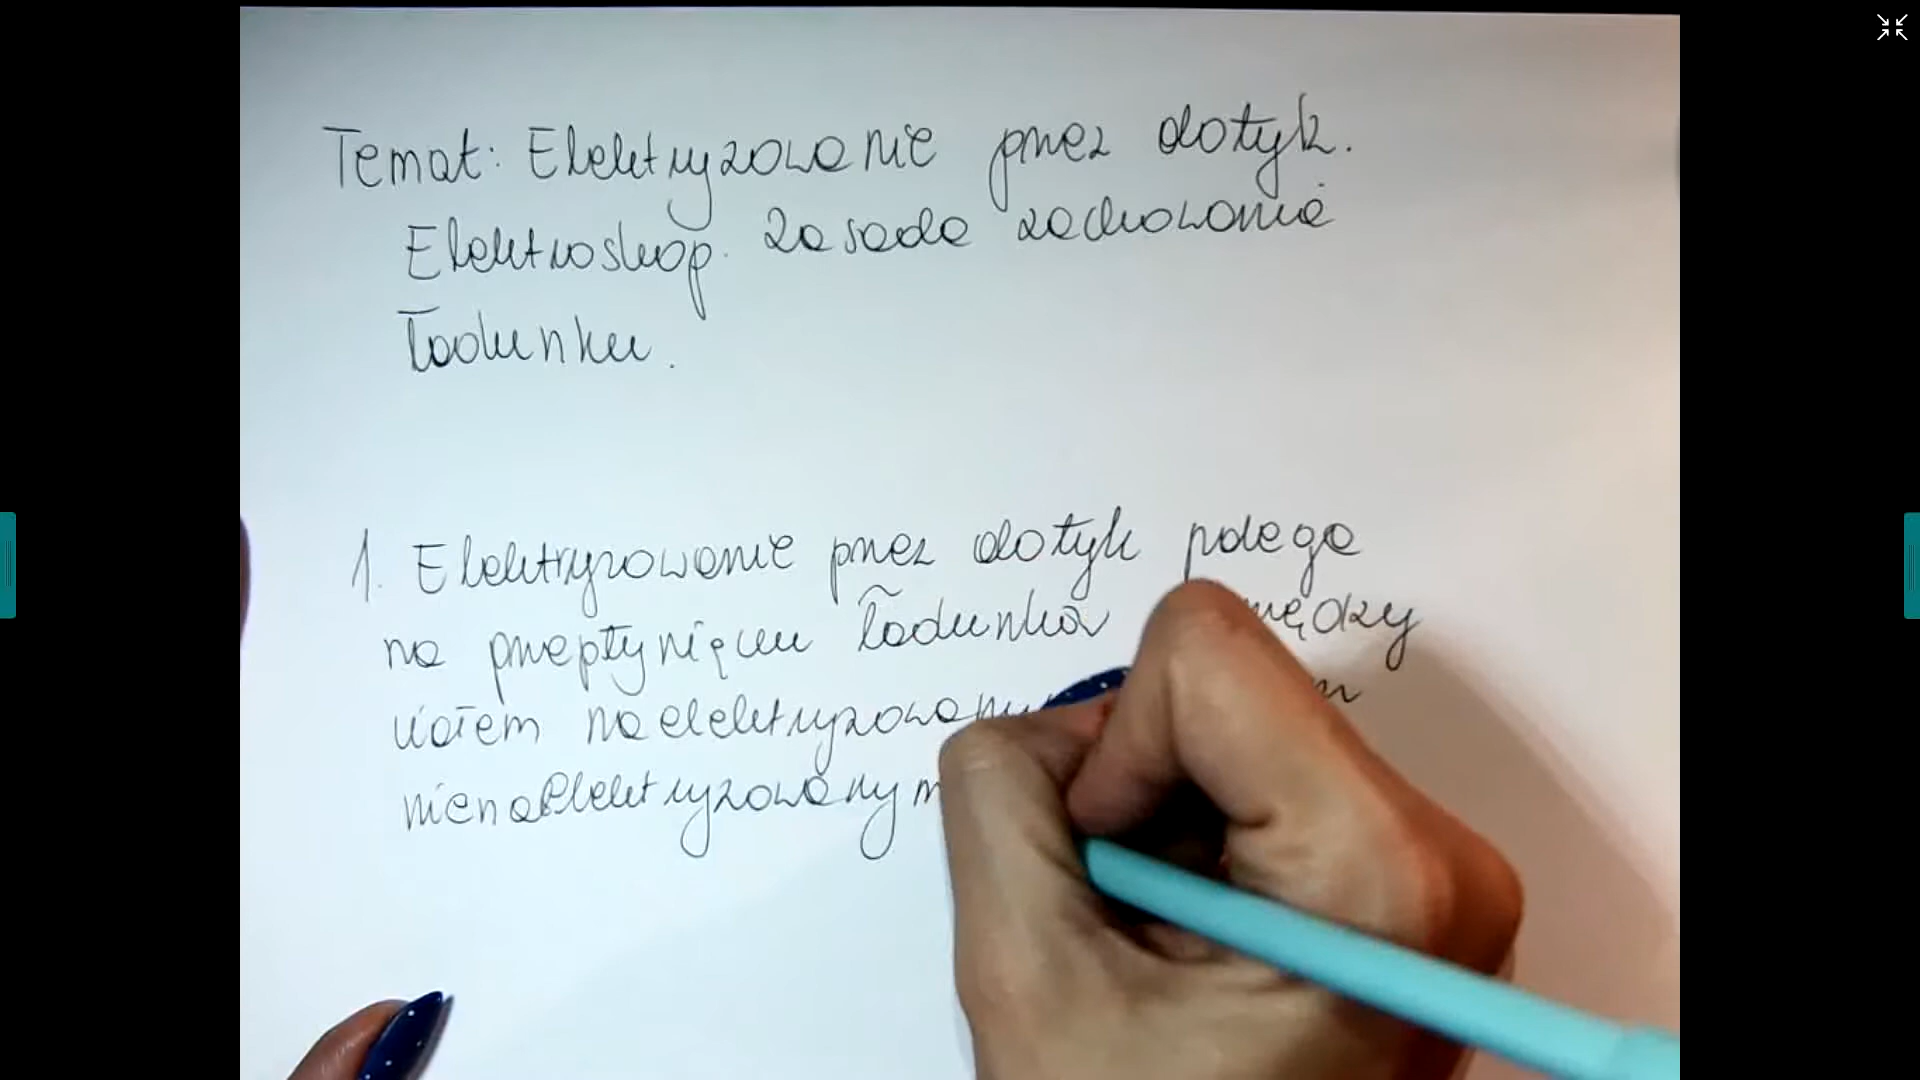 Temat: Elektryzowanie przez dotyk.
Elektroskop. Zasada zachowania
ładunku.
1. Elektryzowanie przez dotyk polega
na przepłynięciu ładunków
ciałem naelektryzowanym
nienaelektryzowanym